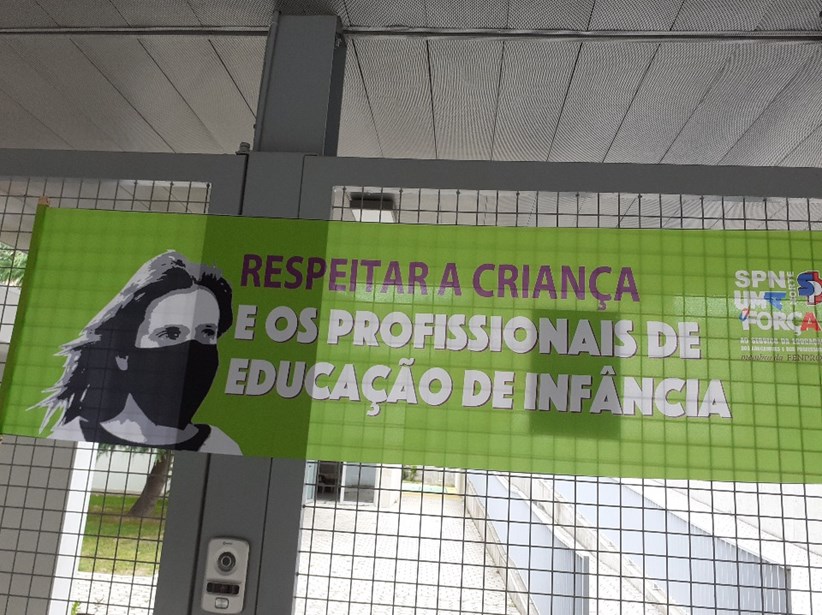 RESPEITAR A CRIANÇA
E OS PROFISSIONAIS DE
EDUCAÇÃO DE INFÂNCIA
SPN
UMA
FORÇA